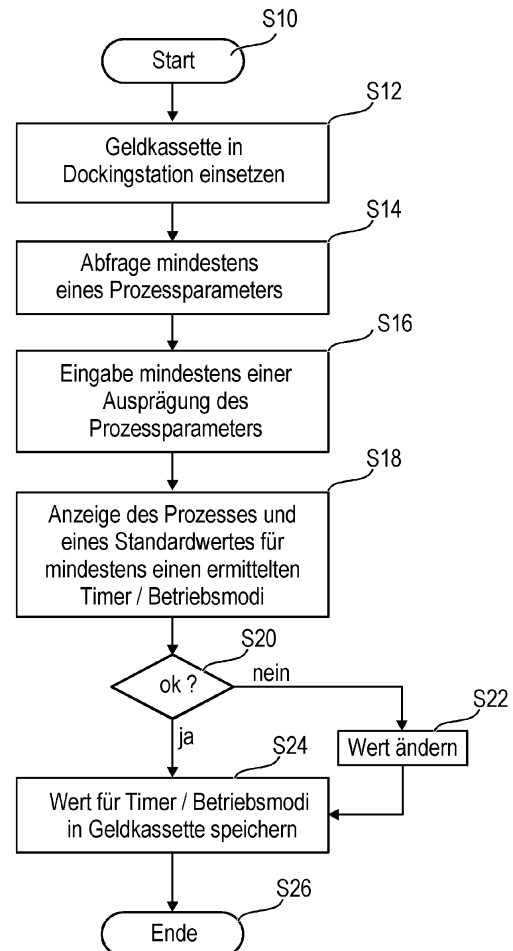 S10
Start
S12
Geldkassette in
Dockingstation einsetzen
S14
Abfrage mindestens
eines Prozessparameters
S16
Eingabe mindestens einer
Ausprägung des
Prozessparameters
S18
Anzeige des Prozesses und
eines Standardwertes für
mindestens einen ermittelten
Timer / Betriebsmodi
S20
ok ?
nein
S22
Wert ändern
ja
S24
Wert für Timer / Betriebsmodi
in Geldkassette speichern
S26
Ende